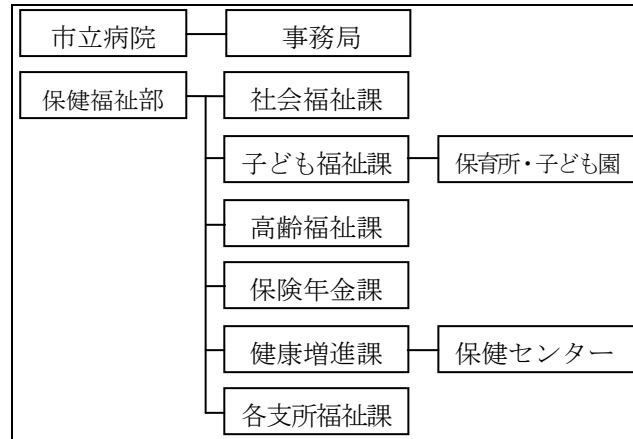 市立病院 事務局
保健福祉部 社会福祉課
子ども福祉課 保育所・子ども園
高齢福祉課
保険年金課
健康増進課 保健センター
各支所福祉課